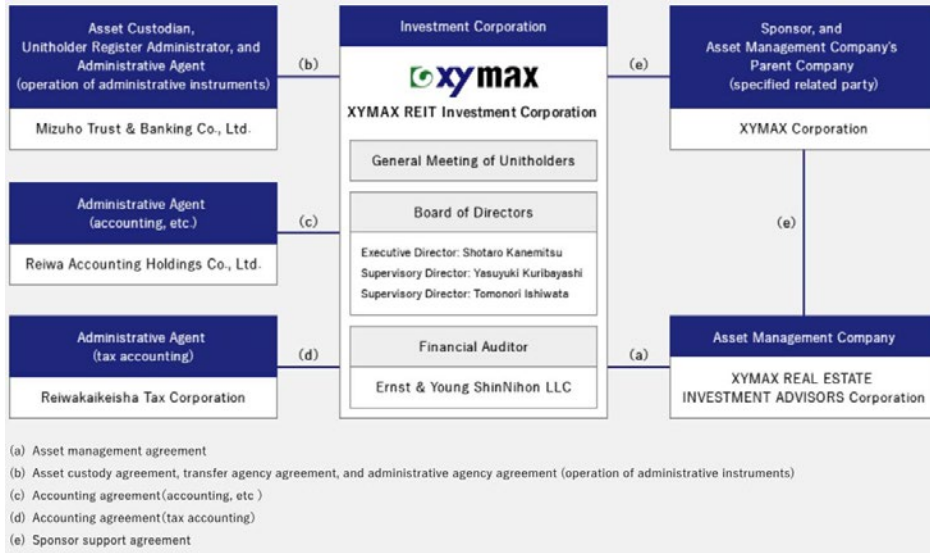 Asset Custodian,
Unitholder Register Administrator, and
Administrative Agent
(operation of administrative instruments)
Mizuho Trust & Banking Co., Ltd.
(b)
Administrative Agent
(accounting, etc.)
Reiwa Accounting Holdings Co., Ltd.
(c)
Administrative Agent
(tax accounting)
Reiwakaikeisha Tax Corporation
(d)
Investment Corporation
xymax
XYMAX REIT Investment Corporation
General Meeting of Unitholders
Board of Directors
Executive Director: Shotaro Kanemitsu
Supervisory Director: Yasuyuki Kuribayashi
Supervisory Director: Tomonori Ishiwata
Financial Auditor
Ernst & Young ShinNihon LLC
(e)
Sponsor, and
Asset Management Company's
Parent Company
(specified related party)
XYMAX Corporation
(e)
(a)
Asset Management Company
XYMAX REAL ESTATE
INVESTMENT ADVISORS Corporation
(a) Asset management agreement
(b) Asset custody agreement, transfer agency agreement, and administrative agency agreement (operation of administrative instruments)
(c) Accounting agreement(accounting, etc )
(d) Accounting agreement(tax accounting)
(e) Sponsor support agreement